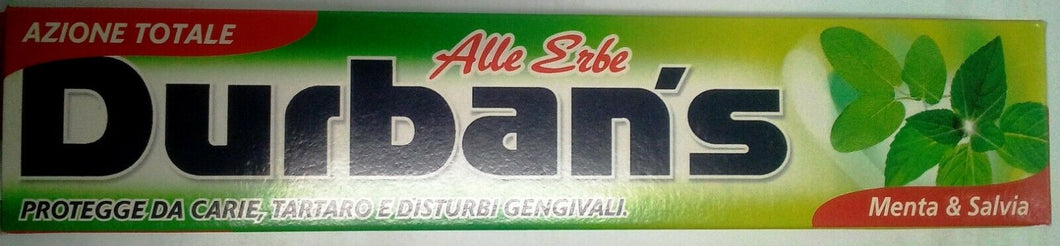 AZIONE TOTALE
Alle Erbe
Durban's
PROTEGGE DA CARIE, TARTARO E DISTURBI GENGIVALI.
Menta & Salvia